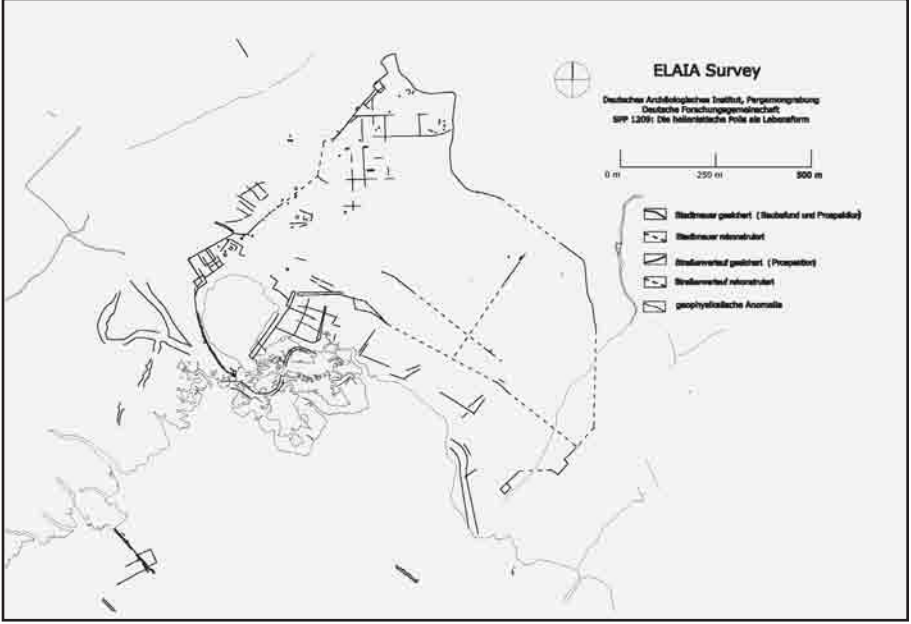 ELAIA Survey
Deutsches Archäologisches Institut, Pergamongrabung
Deutsche Forschungsgemeinschaft
SPP 1209: Die hellenistische Polis als Lebensform
0 m 250 m 500 m
Stadtmauer gesichert ( Baubefund und Prospektion)
Stadtmauer rekonstruiert
Straßenverlauf gesichert ( Prospektion)
Straßenverlauf rekonstruiert
geophysikalische Anomalie